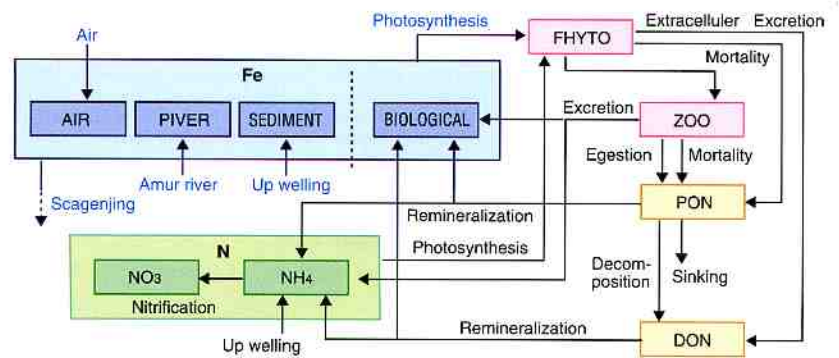 Photosynthesis
FHYTO
Extracelluler Excretion
Air
Mortality
Fe
AIR
PIVER
SEDIMENT
BIOLOGICAL
Excretion
ZOO
Egestion
Mortality
Amur river
Up welling
Scagenjing
Remineralization
PON
N
Photosynthesis
NO3
NH4
Nitrification
Decom-
position
Sinking
Up welling
Remineralization
DON